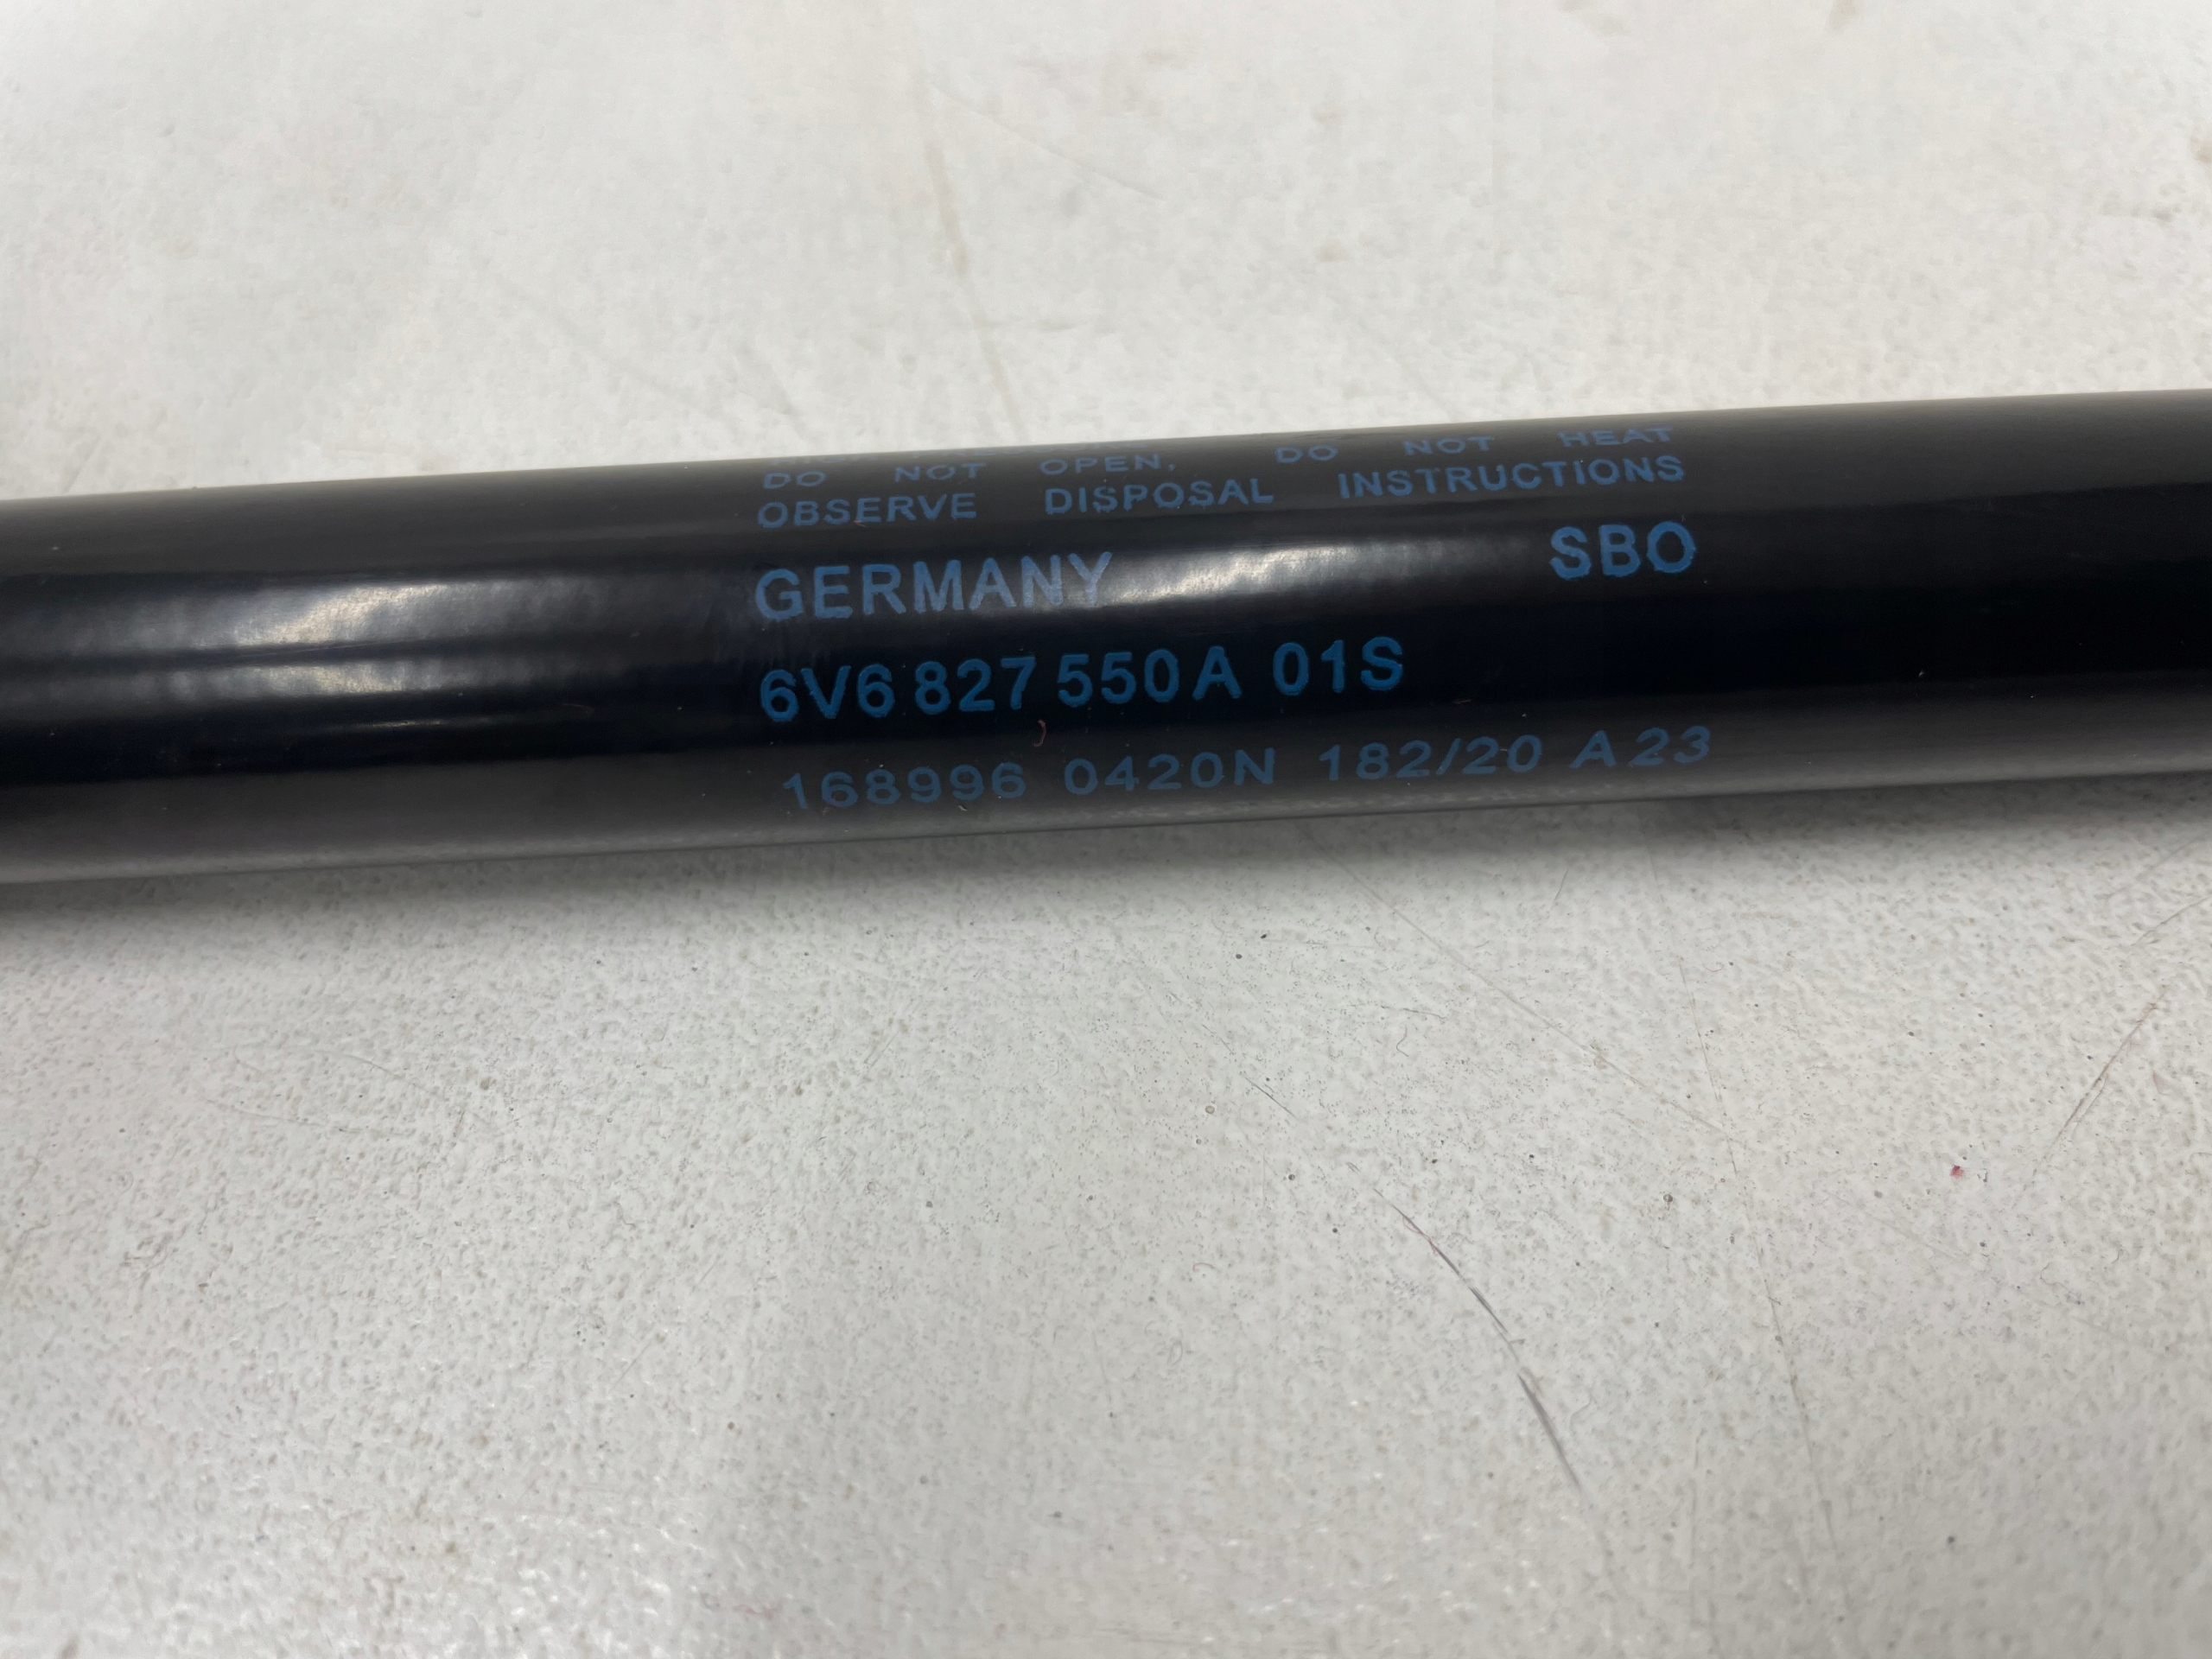 DO NOT OPEN, DO NOT HEAT
OBSERVE DISPOSAL INSTRUCTIONS
GERMANY SBO
6V6 827 550 A 01S
168996 0420N 182/20 A23